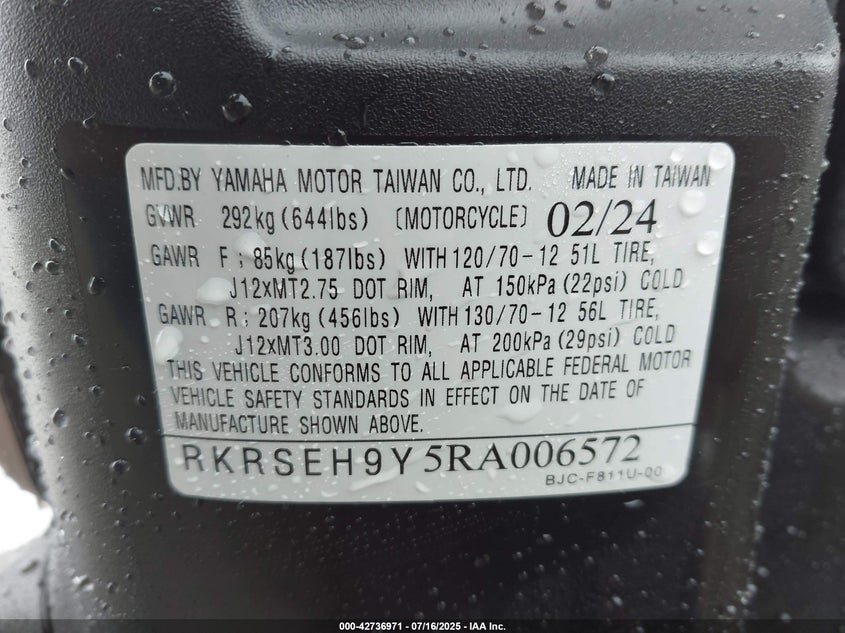 MFD.BY YAMAHA MOTOR TAIWAN CO., LTD. MADE IN TAIWAN
GVWR 292kg (644lbs) (MOTORCYCLE) 02/24
GAWR F ; 85kg (187lbs) WITH 120/70-12 51L TIRE,
J12xMT2.75 DOT RIM, AT 150kPa (22psi) COLD
GAWR R ; 207kg (456lbs) WITH 130/70-12 56L TIRE,
J12xMT3.00 DOT RIM, AT 200kPa (29psi) COLD
THIS VEHICLE CONFORMS TO ALL APPLICABLE FEDERAL MOTOR
VEHICLE SAFETY STANDARDS IN EFFECT ON THE DATE OF
MANUFACTURE SHOWN ABOVE.
RKRSEH9Y5RA006572
BJC-F811U-00
000-42736971 / 07/16/2025 - IAA Inc.